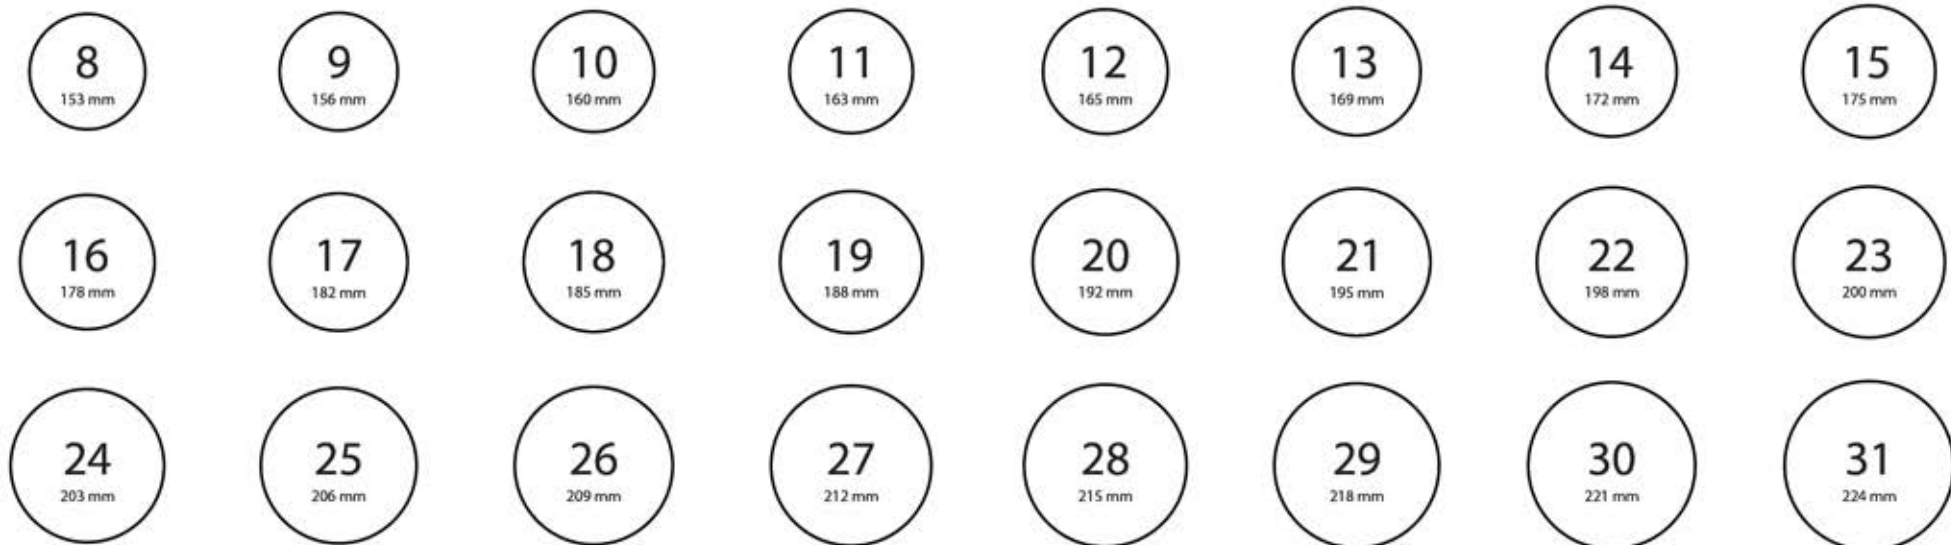 8 9 10 11 12 13 14 15
153 mm 156 mm 160 mm 163 mm 165 mm 169 mm 172 mm 175 mm
16 17 18 19 20 21 22 23
178 mm 182 mm 185 mm 188 mm 192 mm 195 mm 198 mm 200 mm
24 25 26 27 28 29 30 31
203 mm 206 mm 209 mm 212 mm 215 mm 218 mm 221 mm 224 mm